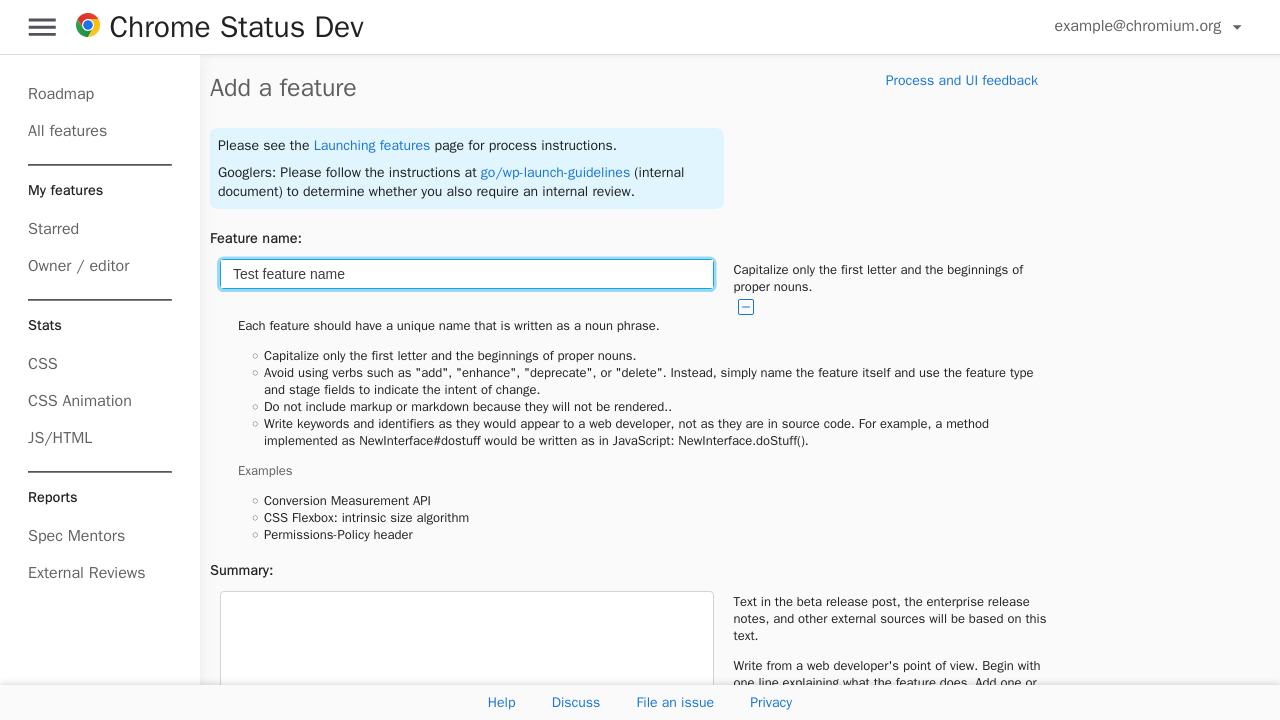 Chrome Status Dev
example@chromium.org
Roadmap
All features
My features
Starred
Owner / editor
Stats
CSS
CSS Animation
JS/HTML
Reports
Spec Mentors
External Reviews
Add a feature
Process and UI feedback
Please see the Launching features page for process instructions.
Googlers: Please follow the instructions at go/wp-launch-guidelines (internal
document) to determine whether you also require an internal review.
Feature name:
Test feature name
Capitalize only the first letter and the beginnings of
proper nouns.
Each feature should have a unique name that is written as a noun phrase.
Capitalize only the first letter and the beginnings of proper nouns.
Avoid using verbs such as "add", "enhance", "deprecate", or "delete". Instead, simply name the feature itself and use the feature type
and stage fields to indicate the intent of change.
Do not include markup or markdown because they will not be rendered..
Write keywords and identifiers as they would appear to a web developer, not as they are in source code. For example, a method
implemented as NewInterface#dostuff would be written as in JavaScript: NewInterface.doStuff().
Examples
Conversion Measurement API
CSS Flexbox: intrinsic size algorithm
Permissions-Policy header
Summary:
Text in the beta release post, the enterprise release
notes, and other external sources will be based on this
text.
Write from a web developer's point of view. Begin with
one line explaining what the feature does. Add one or
Help
Discuss
File an issue
Privacy